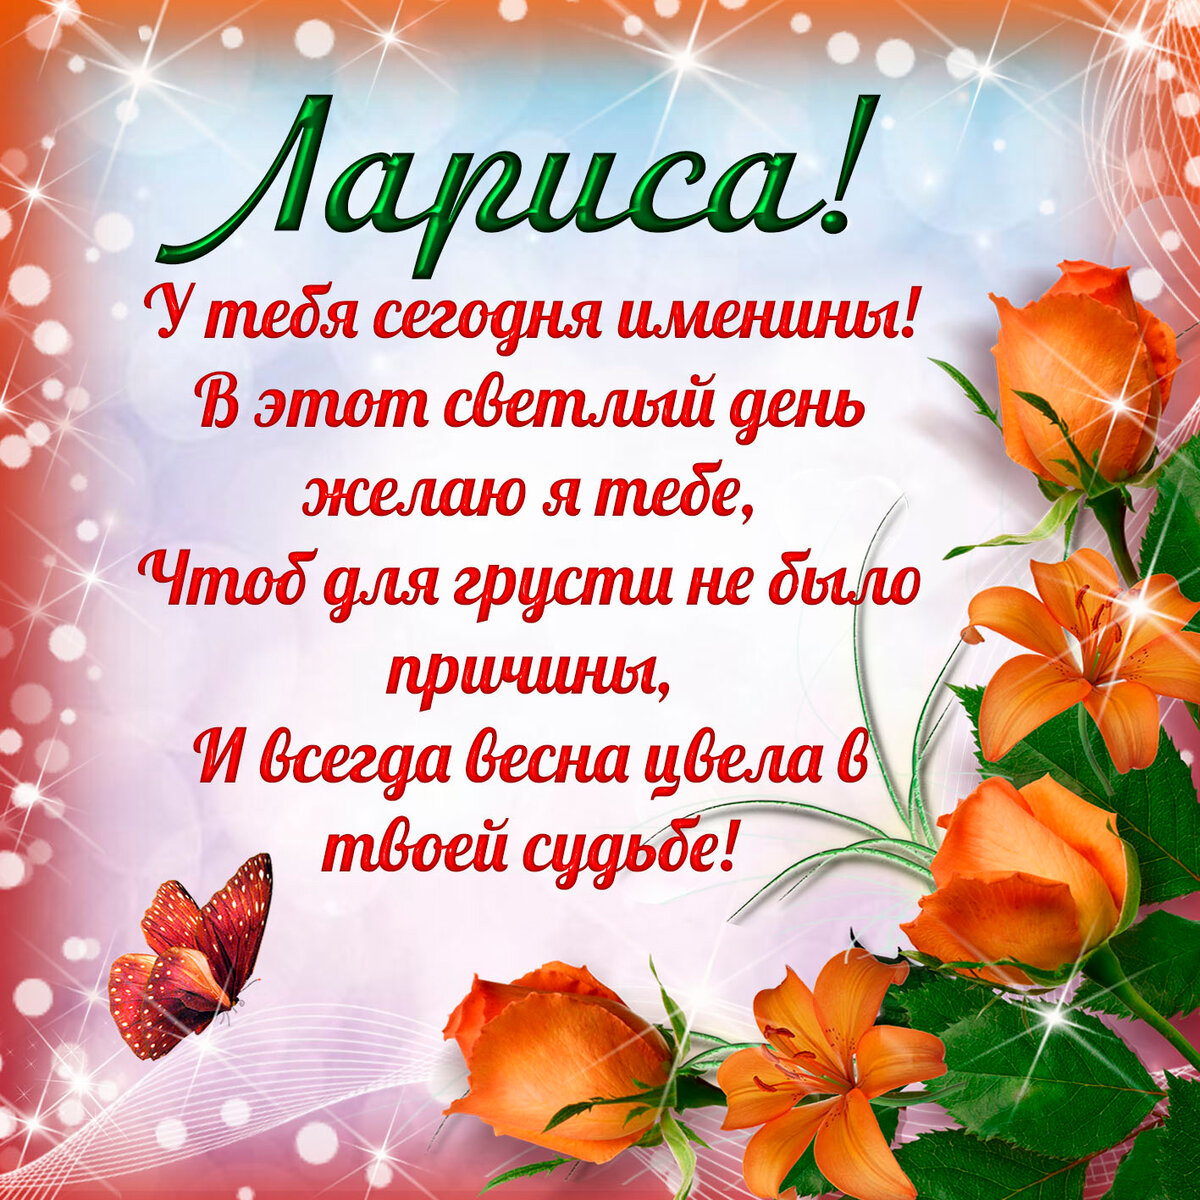 Лариса!
У тебя сегодня именины!
В этот светлый день
желаю я тебе,
Чтоб для грусти не было
причины,
И всегда весна цвела в
твоей судьбе!